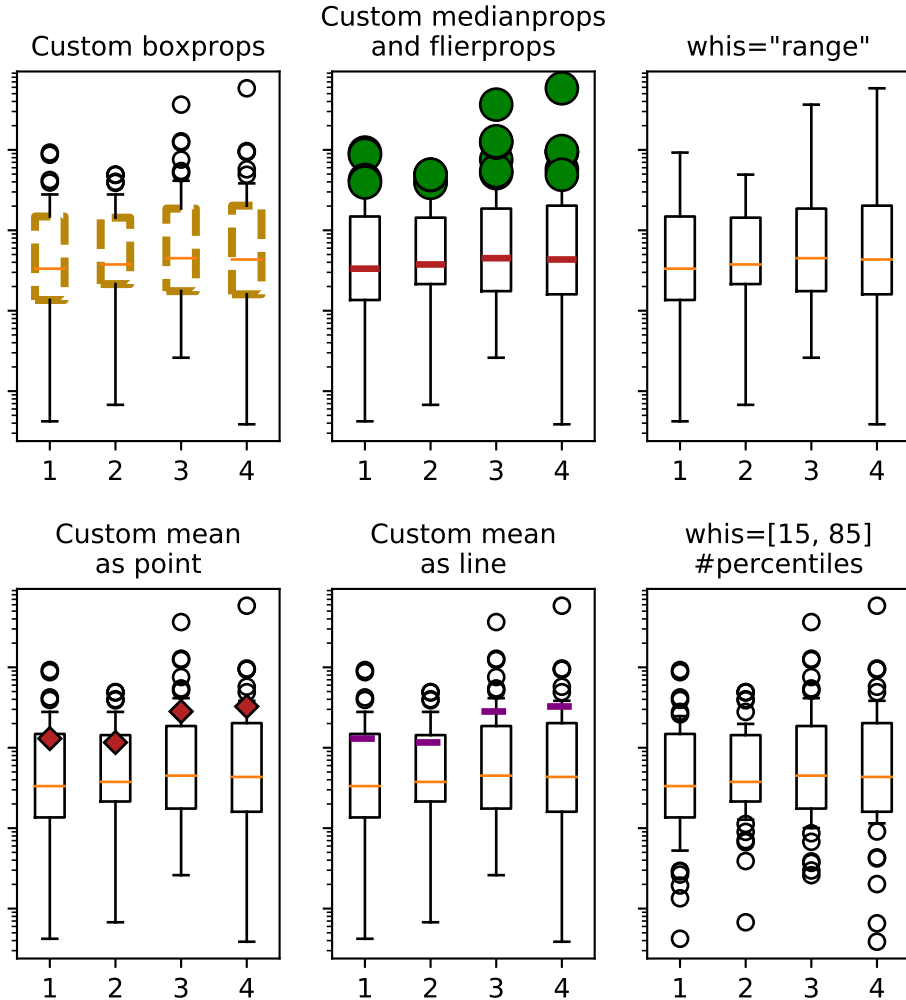 Custom boxprops
Custom medianprops
and flierprops
whis="range"
1 2 3 4
1 2 3 4
1 2 3 4
Custom mean
as point
Custom mean
as line
whis=[15, 85]
#percentiles
1 2 3 4
1 2 3 4
1 2 3 4